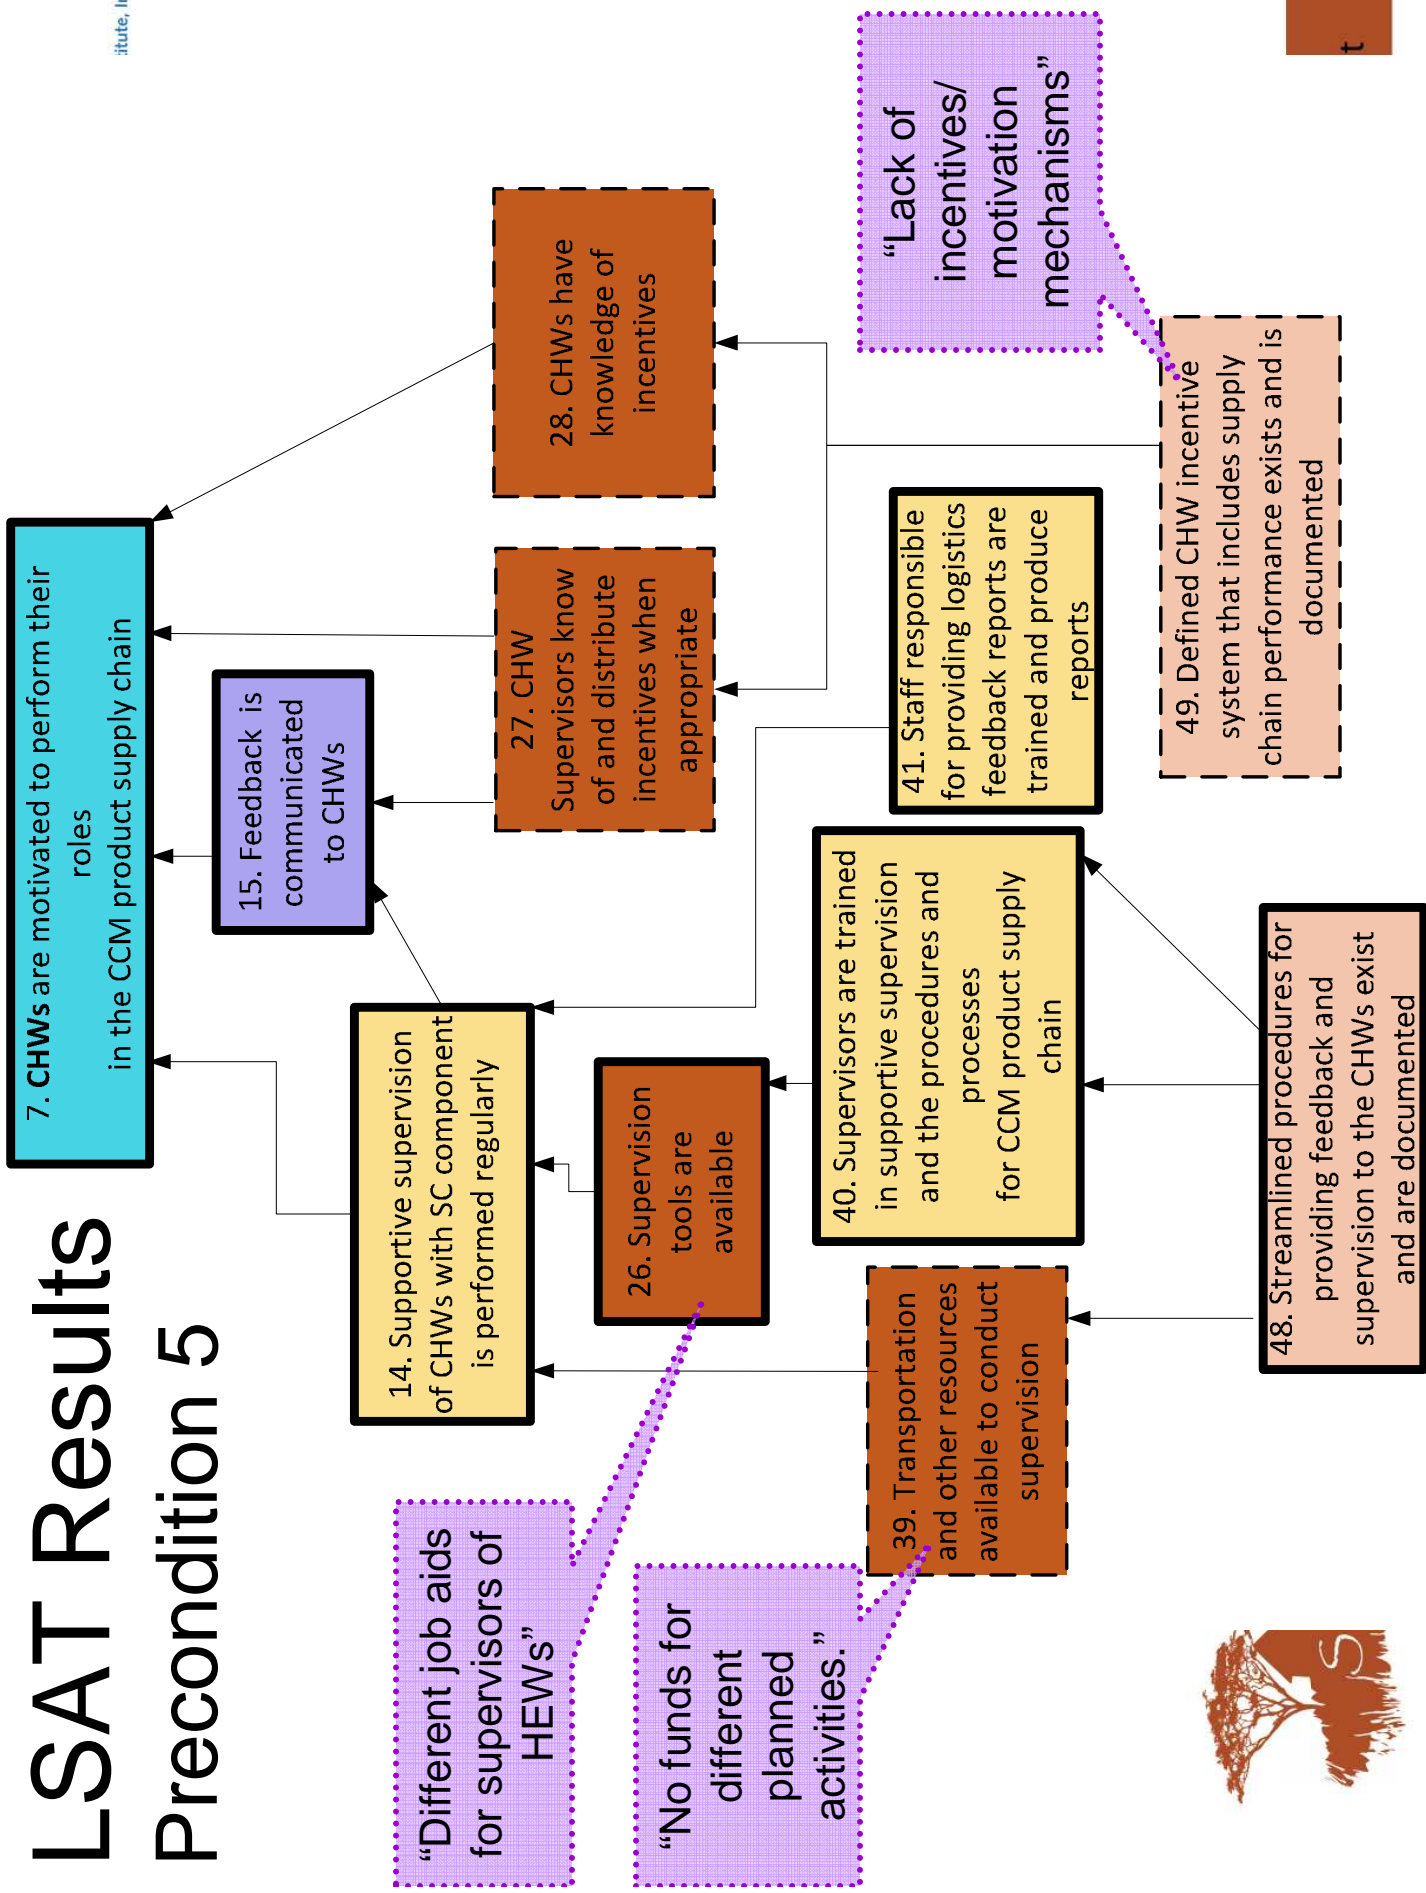 LSAT Results
Precondition 5
7. CHWs are motivated to perform their
roles
in the CCM product supply chain
itute, I
15. Feedback is
communicated
to CHWs
14. Supportive supervision
of CHWs with SC component
is performed regularly
“Different job aids
for supervisors of
HEWs”
26. Supervision
tools are
available
27. CHW
Supervisors know
of and distribute
incentives when
appropriate
28. CHWs have
knowledge of
incentives
“No funds for
different
planned
activities.”
39. Transportation
and other resources
available to conduct
supervision
40. Supervisors are trained
in supportive supervision
and the procedures and
processes
for CCM product supply
chain
41. Staff responsible
for providing logistics
feedback reports are
trained and produce
reports
“Lack of
incentives/
motivation
mechanisms”
48. Streamlined procedures for
providing feedback and
supervision to the CHWs exist
and are documented
49. Defined CHW incentive
system that includes supply
chain performance exists and is
documented
S
t